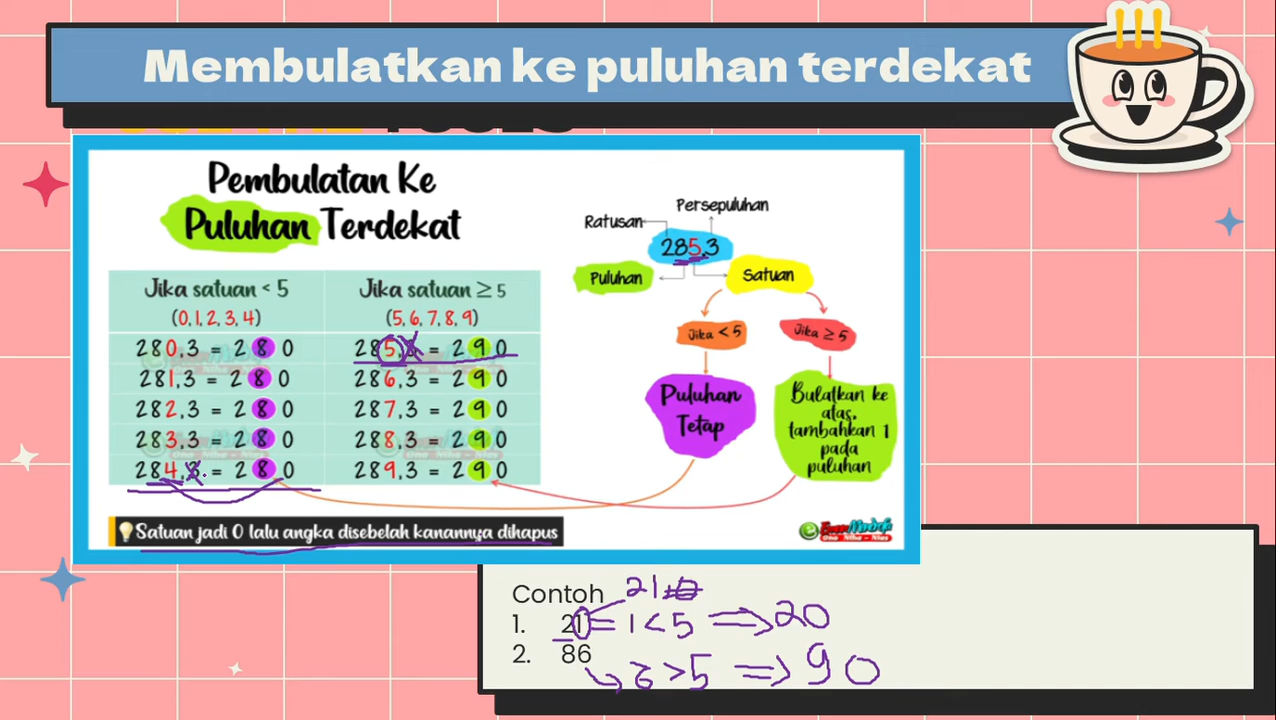 Membulatkan ke puluhan terdekat
Pembulatan Ke
Puluhan Terdekat
Jika satuan < 5
(0, 1, 2, 3, 4)
280,3 = 280
281,3 = 280
282,3 = 280
283,3 = 280
284,3 = 280
Jika satuan ≥ 5
(5, 6, 7, 8, 9)
285,3 = 290
286,3 = 290
287,3 = 290
288,3 = 290
289,3 = 290
Satuan jadi 0 lalu angka disebelah kanannya dihapus
Persepuluhan
Ratusan
285,3
Puluhan
Satuan
Jika < 5
Jika ≥ 5
Puluhan
Tetap
Bulatkan ke
atas,
tambahkan 1
pada
puluhan
Ono Niha - Nias
Contoh
21
1. 21 = 1 < 5 ⇒ 20
2. 86
6 > 5 ⇒ 90